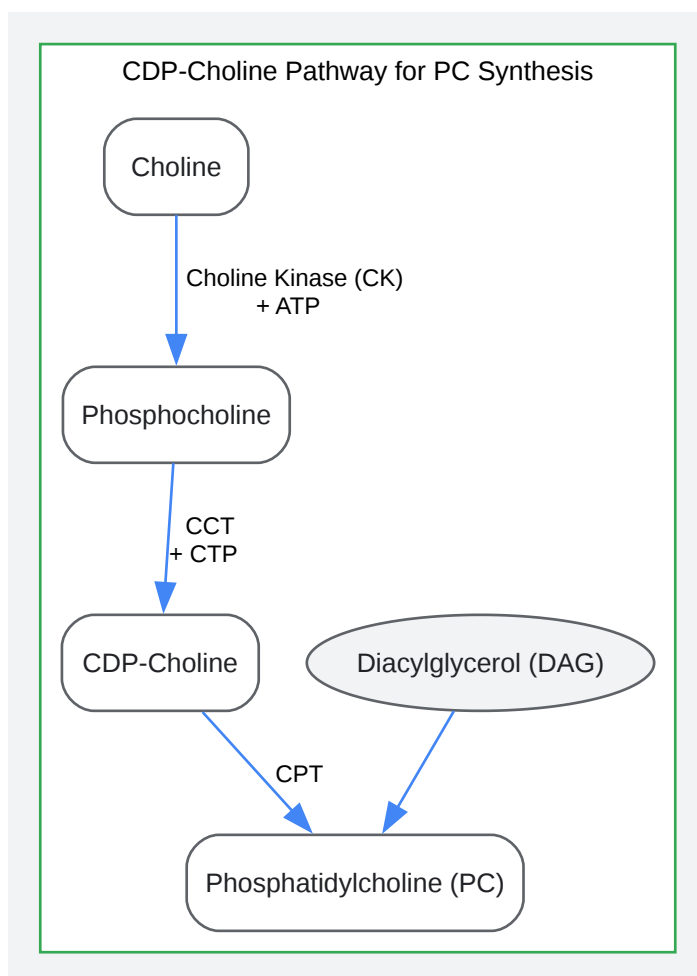 CDP-Choline Pathway for PC Synthesis
Choline
Choline Kinase (CK)
+ ATP
Phosphocholine
CCT
+ CTP
CDP-Choline
Diacylglycerol (DAG)
CPT
Phosphatidylcholine (PC)